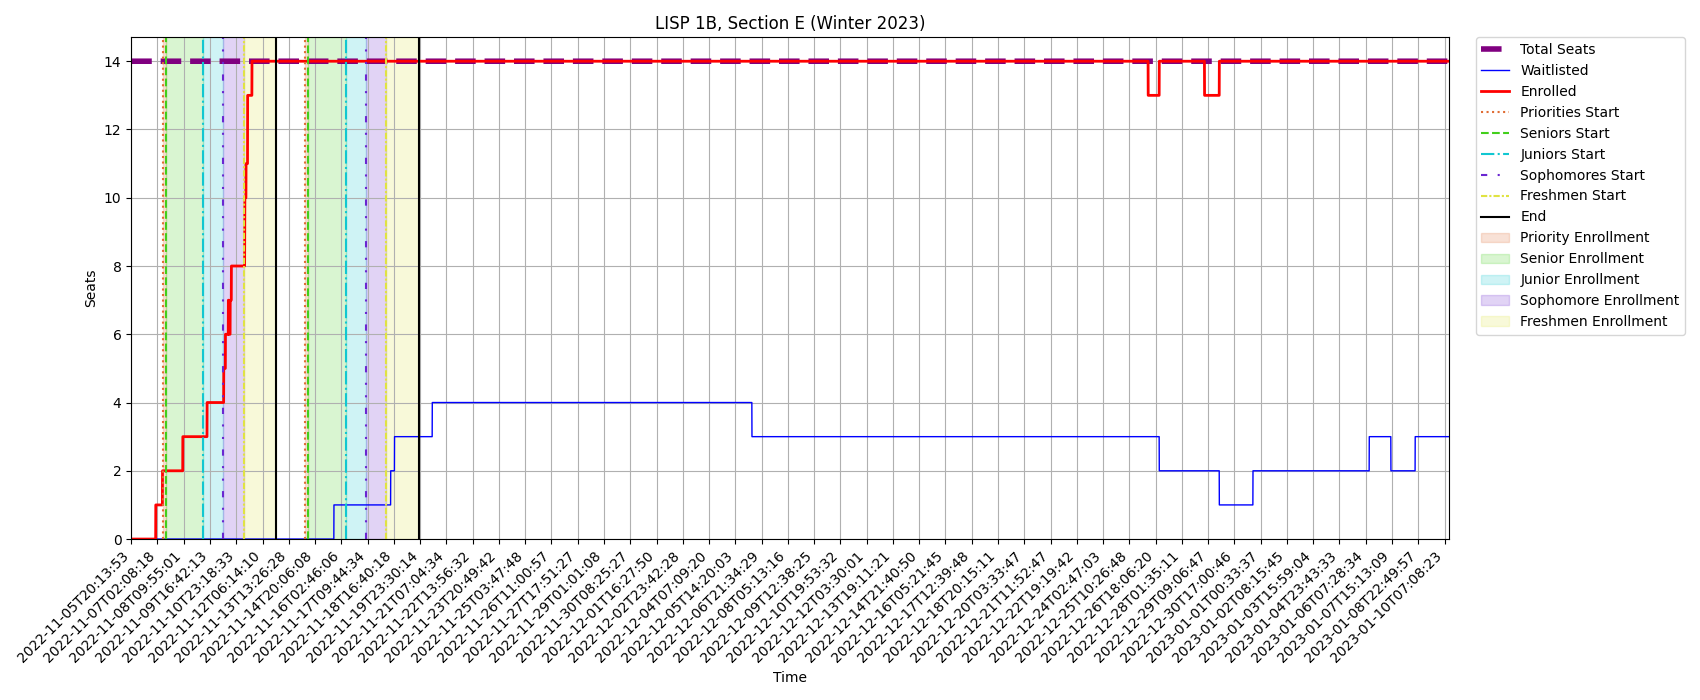 LISP 1B, Section E (Winter 2023)
Seats
14
12
10
8
6
4
2
0
2022-11-05T20:13:53
2022-11-07T02:08:18
2022-11-08T09:55:01
2022-11-09T16:42:13
2022-11-10T23:18:33
2022-11-12T06:14:10
2022-11-13T13:26:28
2022-11-14T20:06:08
2022-11-16T02:46:06
2022-11-17T09:44:34
2022-11-18T16:40:18
2022-11-19T23:30:14
2022-11-21T07:04:34
2022-11-22T13:56:32
2022-11-23T20:49:42
2022-11-25T03:47:48
2022-11-26T11:00:57
2022-11-27T17:51:27
2022-11-29T01:01:08
2022-11-30T08:25:27
2022-12-01T16:27:50
2022-12-02T23:42:28
2022-12-04T07:09:20
2022-12-05T14:20:03
2022-12-06T21:34:29
2022-12-08T05:13:16
2022-12-09T12:38:25
2022-12-10T19:53:32
2022-12-12T03:30:01
2022-12-13T19:11:21
2022-12-14T21:40:50
2022-12-16T05:21:45
2022-12-17T12:39:48
2022-12-18T20:15:11
2022-12-20T03:33:47
2022-12-21T11:52:47
2022-12-22T19:19:42
2022-12-24T02:47:03
2022-12-25T10:26:48
2022-12-26T18:06:20
2022-12-28T01:35:11
2022-12-29T09:06:47
2022-12-30T17:00:46
2023-01-01T00:33:37
2023-01-02T08:15:45
2023-01-03T15:59:04
2023-01-04T23:43:33
2023-01-06T07:28:34
2023-01-07T15:13:09
2023-01-08T22:49:57
2023-01-10T07:08:23
Time
Total Seats
Waitlisted
Enrolled
Priorities Start
Seniors Start
Juniors Start
Sophomores Start
Freshmen Start
End
Priority Enrollment
Senior Enrollment
Junior Enrollment
Sophomore Enrollment
Freshmen Enrollment